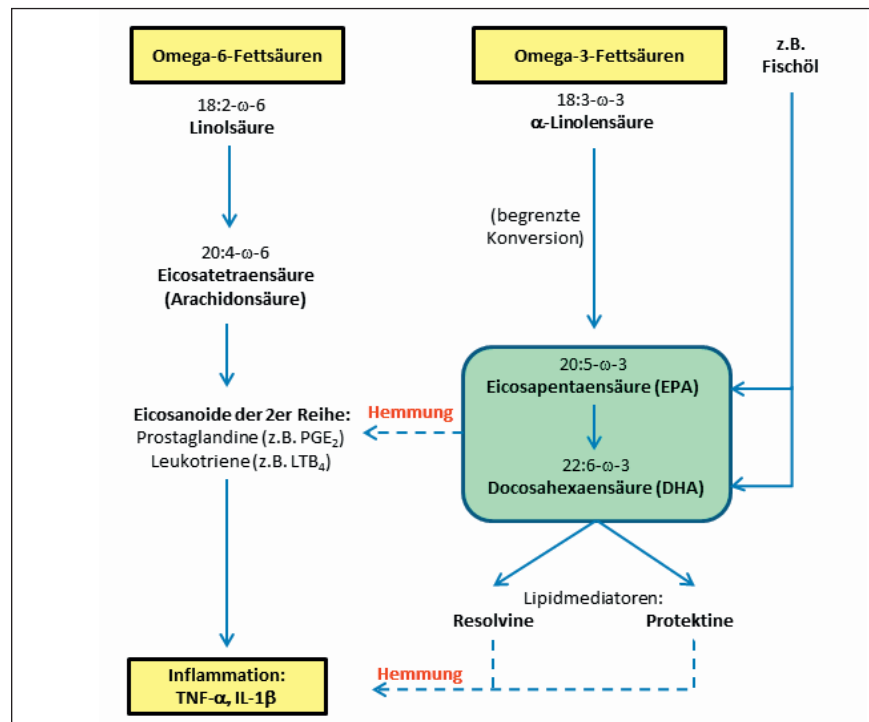 Omega-6-Fettsäuren
Omega-3-Fettsäuren
z.B.
Fischöl
18:2-ω-6
Linolsäure
18:3-ω-3
α-Linolensäure
(begrenzte
Konversion)
20:4-ω-6
Eicosatetraensäure
(Arachidonsäure)
20:5-ω-3
Eicosapentaensäure (EPA)
Eicosanoide der 2er Reihe:
Prostaglandine (z.B. PGE₂)
Leukotriene (z.B. LTB₄)
Hemmung
22:6-ω-3
Docosahexaensäure (DHA)
Lipidmediatoren:
Resolvine
Protektine
Inflammation:
TNF-α, IL-1β
Hemmung